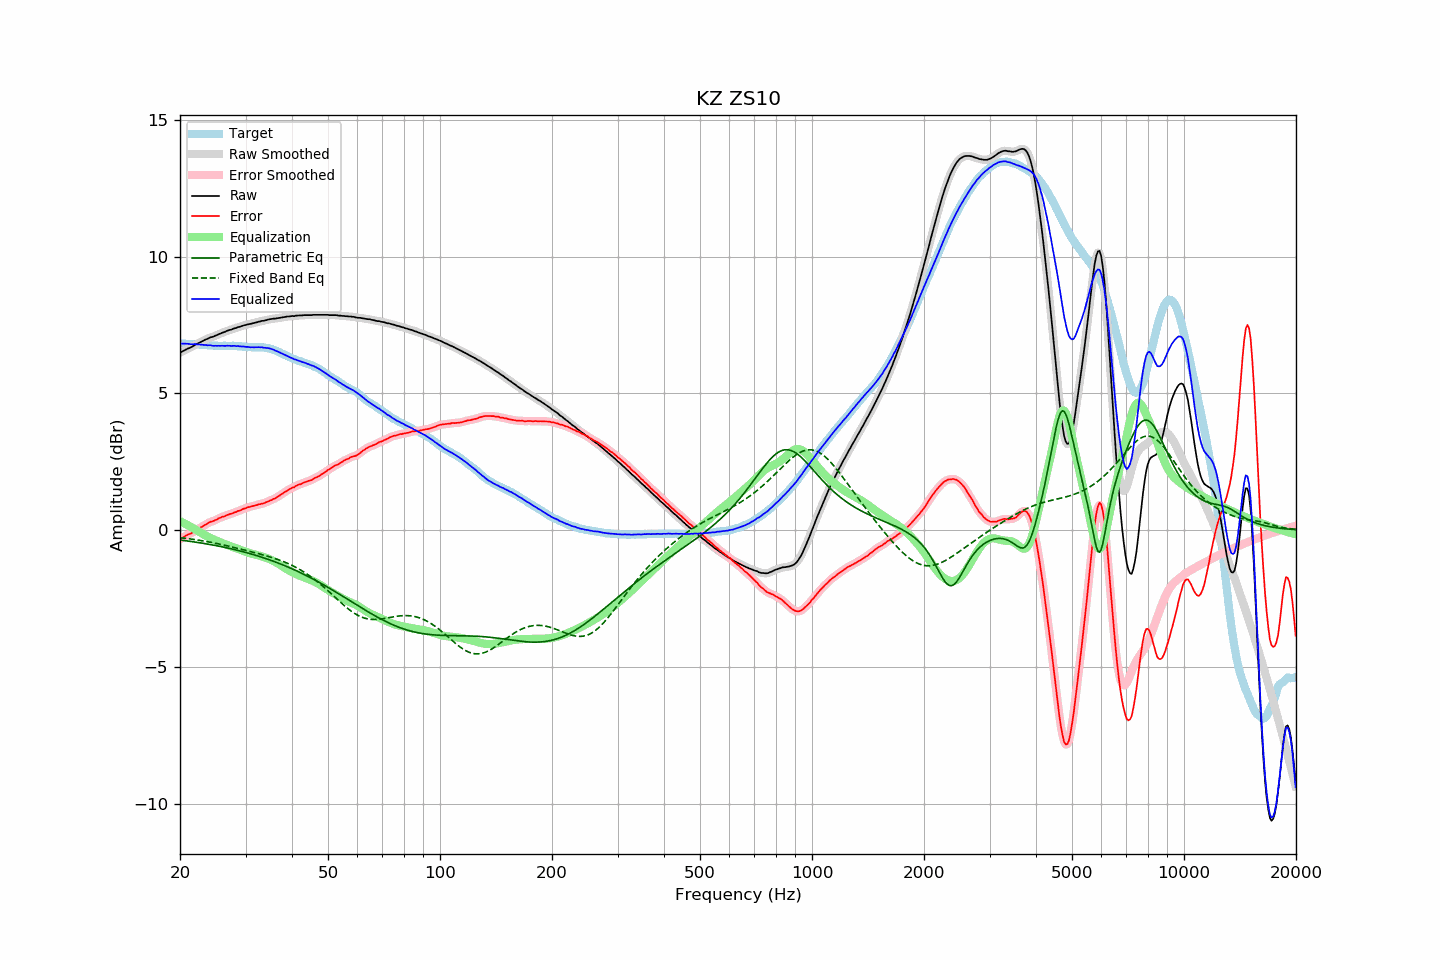 KZ ZS10
15
10
5
0
−5
−10
Amplitude (dBr)
Target
Raw Smoothed
Error Smoothed
Raw
Error
Equalization
Parametric Eq
Fixed Band Eq
Equalized
20 50 100 200 500 1000 2000 5000 10000 20000
Frequency (Hz)